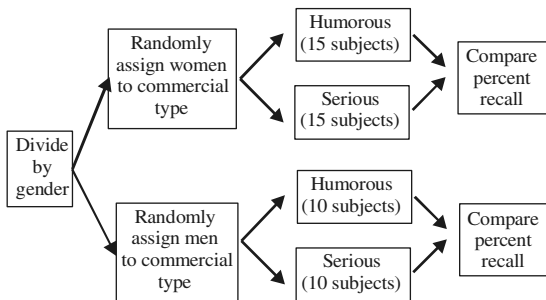 Divide
by
gender
Randomly
assign women
to commercial
type
Humorous
(15 subjects)
Serious
(15 subjects)
Compare
percent
recall
Randomly
assign men
to commercial
type
Humorous
(10 subjects)
Serious
(10 subjects)
Compare
percent
recall